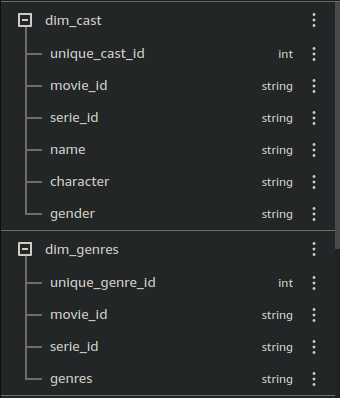 dim_cast
unique_cast_id int
movie_id string
serie_id string
name string
character string
gender string
dim_genres
unique_genre_id int
movie_id string
serie_id string
genres string